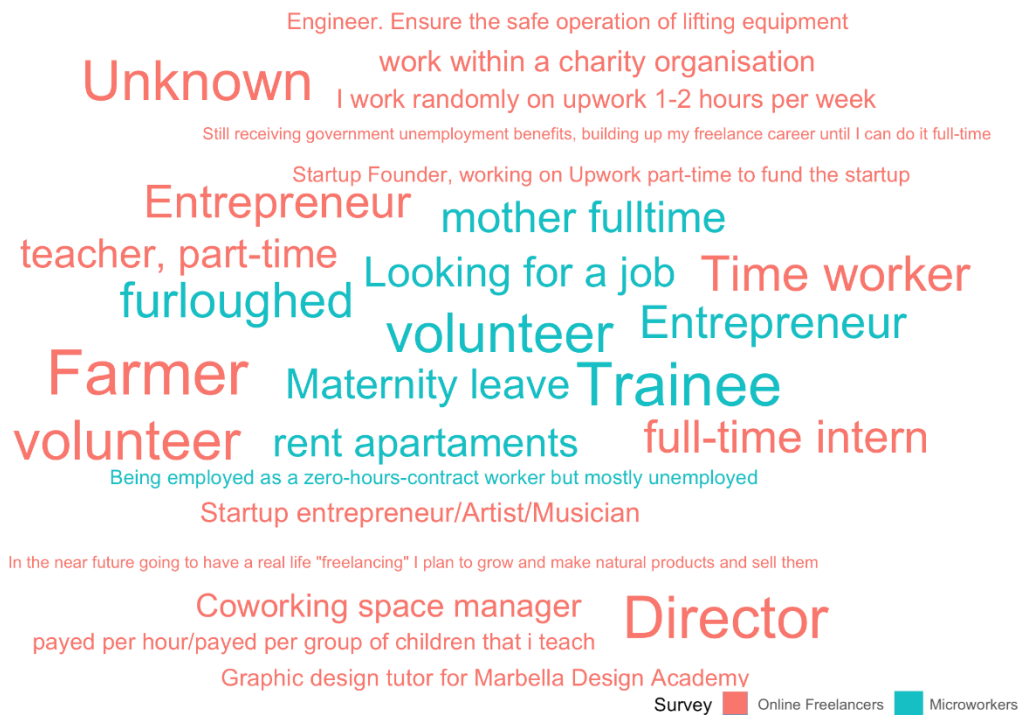 Engineer. Ensure the safe operation of lifting equipment
Unknown
work within a charity organisation
I work randomly on upwork 1-2 hours per week
Still receiving government unemployment benefits, building up my freelance career until I can do it full-time
Startup Founder, working on Upwork part-time to fund the startup
Entrepreneur
mother fulltime
teacher, part-time
Looking for a job
Time worker
furloughed
volunteer
Entrepreneur
Farmer
Maternity leave
Trainee
volunteer
rent apartaments
full-time intern
Being employed as a zero-hours-contract worker but mostly unemployed
Startup entrepreneur/Artist/Musician
In the near future going to have a real life "freelancing" I plan to grow and make natural products and sell them
Coworking space manager
Director
payed per hour/payed per group of children that i teach
Graphic design tutor for Marbella Design Academy
Survey Online Freelancers Microworkers